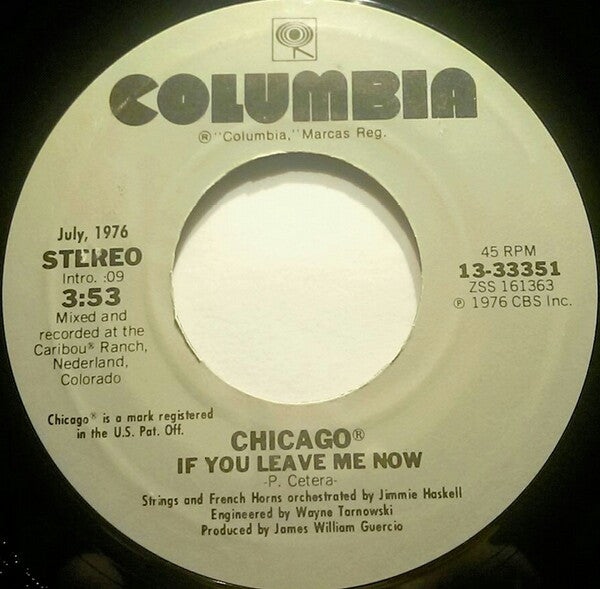 COLUMBIA
®"Columbia," Marcas Reg.
July, 1976
STEREO
Intro. :09
3:53
Mixed and
recorded at the
Caribou® Ranch,
Nederland,
Colorado
45 RPM
13-33351
ZSS 161363
℗ 1976 CBS Inc.
Chicago® is a mark registered
in the U.S. Pat. Off.
CHICAGO®
IF YOU LEAVE ME NOW
-P. Cetera-
Strings and French Horns orchestrated by Jimmie Haskell
Engineered by Wayne Tarnowski
Produced by James William Guercio